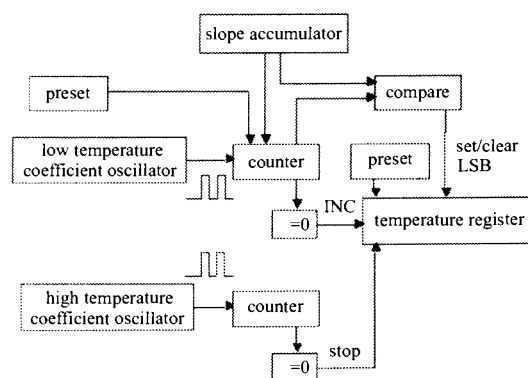 slope accumulator
preset
compare
low temperature
coefficient oscillator
counter
preset
set/clear
LSB
=0
INC
temperature register
high temperature
coefficient oscillator
counter
=0
stop